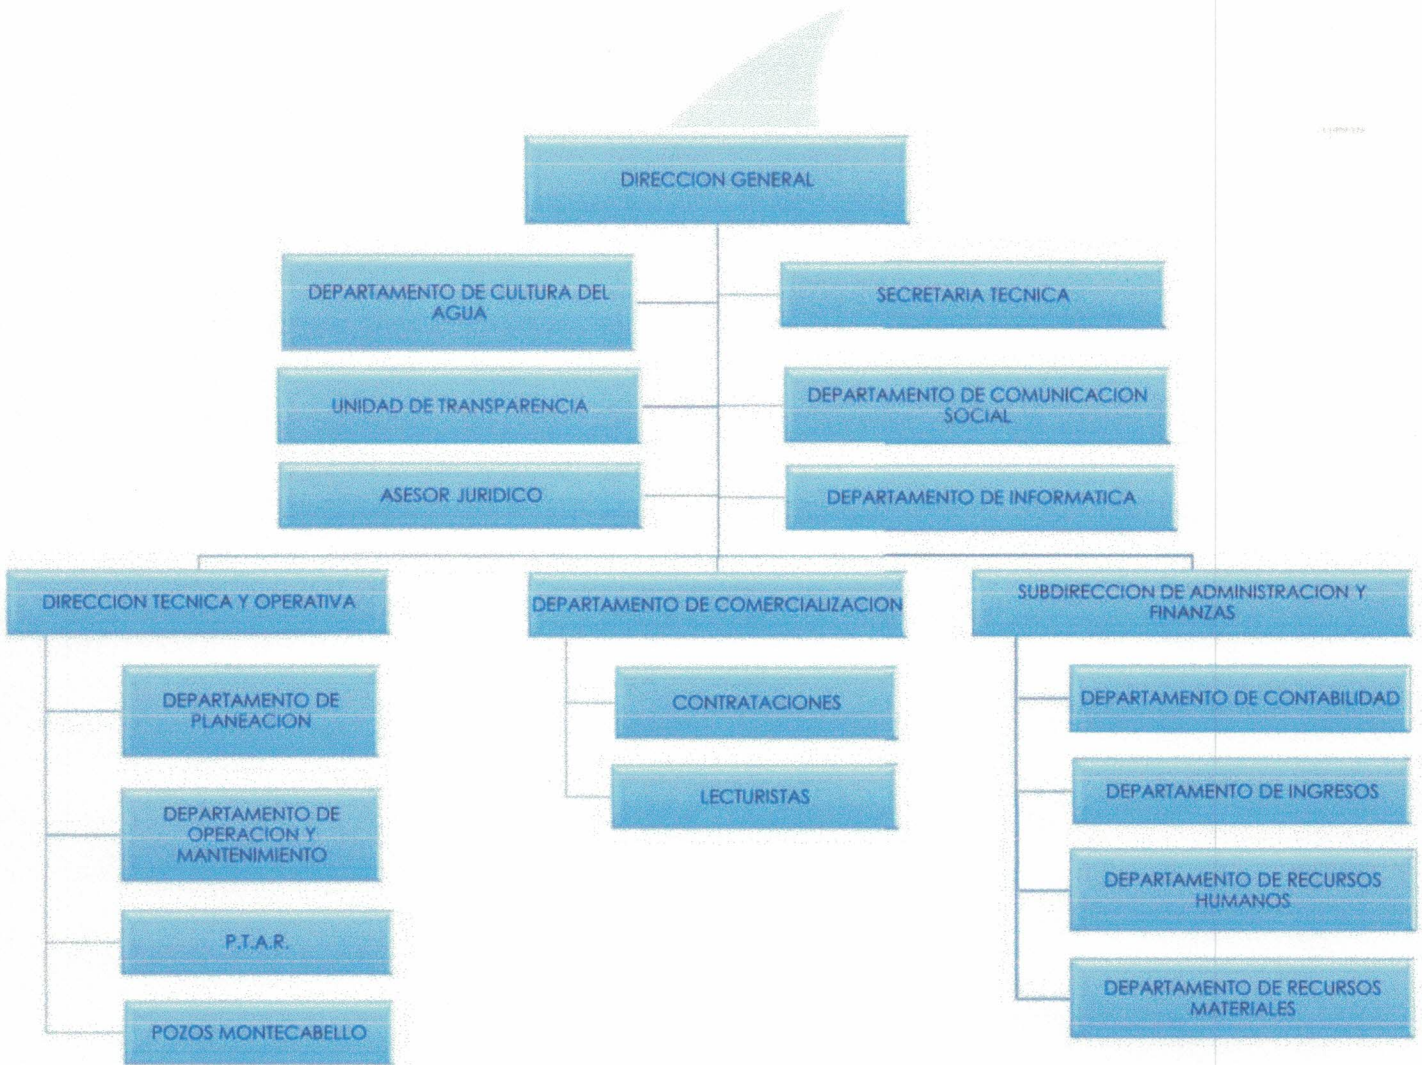 DIRECCION GENERAL
DEPARTAMENTO DE CULTURA DEL
AGUA
SECRETARIA TECNICA
UNIDAD DE TRANSPARENCIA
DEPARTAMENTO DE COMUNICACION
SOCIAL
ASESOR JURIDICO
DEPARTAMENTO DE INFORMATICA
DIRECCION TECNICA Y OPERATIVA
DEPARTAMENTO DE
PLANEACION
DEPARTAMENTO DE
OPERACION Y
MANTENIMIENTO
P.T.A.R.
POZOS MONTECABELLO
DEPARTAMENTO DE COMERCIALIZACION
CONTRATACIONES
LECTURISTAS
SUBDIRECCION DE ADMINISTRACION Y
FINANZAS
DEPARTAMENTO DE CONTABILIDAD
DEPARTAMENTO DE INGRESOS
DEPARTAMENTO DE RECURSOS
HUMANOS
DEPARTAMENTO DE RECURSOS
MATERIALES